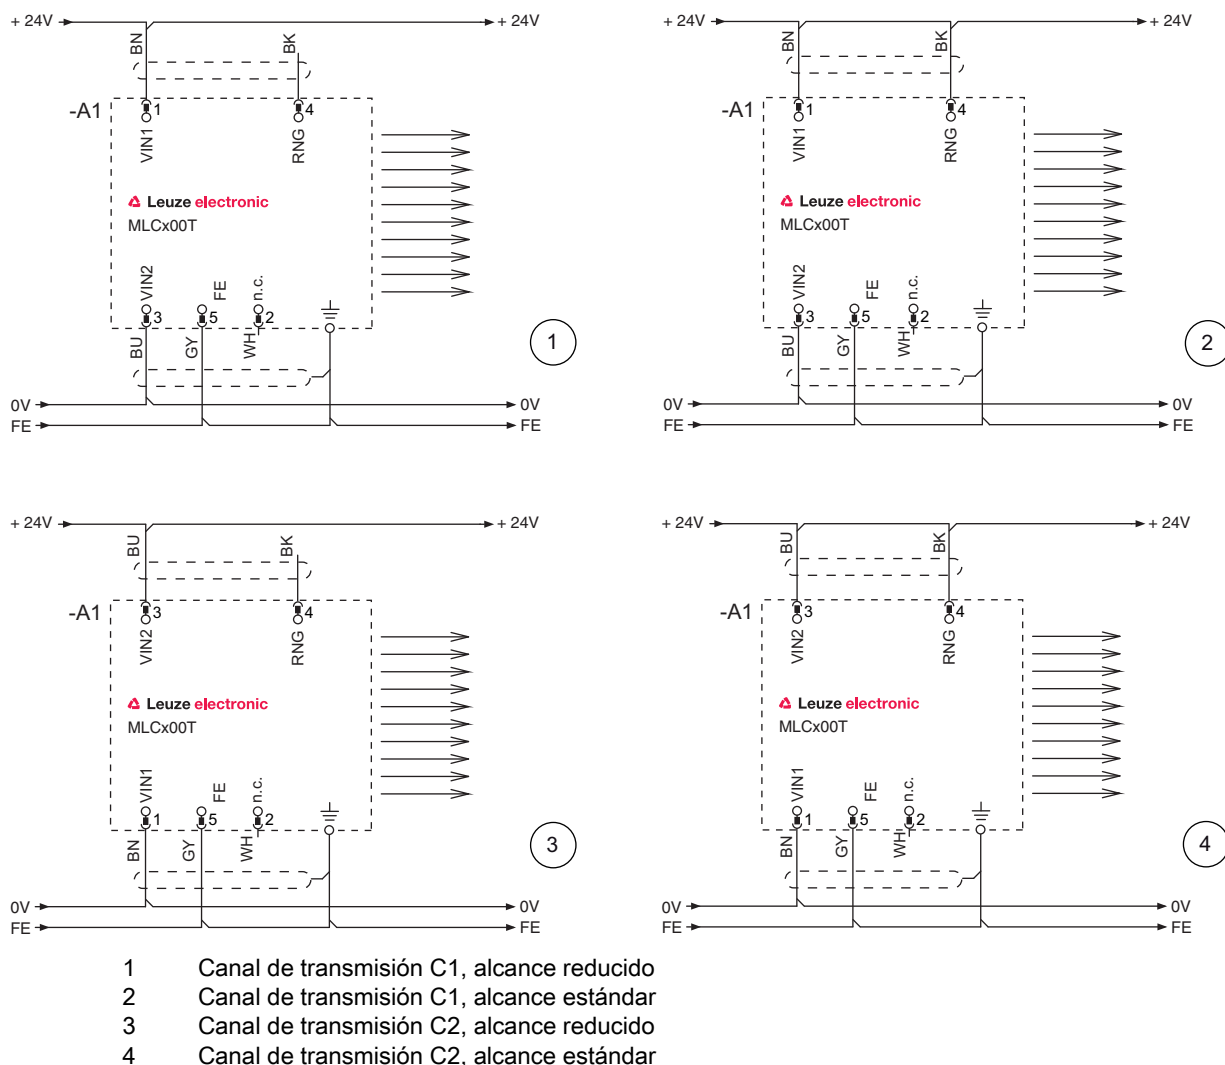 + 24V + 24V
BN BK
-A1 1 4
VIN1 RNG
Leuze electronic
MLCx00T
VIN2 FE n.c.
3 5 2
BU GY WH
1
0V 0V
FE FE
+ 24V + 24V
BN BK
-A1 1 4
VIN1 RNG
Leuze electronic
MLCx00T
VIN2 FE n.c.
3 5 2
BU GY WH
2
0V 0V
FE FE
+ 24V + 24V
BU BK
-A1 3 4
VIN2 RNG
Leuze electronic
MLCx00T
VIN1 FE n.c.
1 5 2
BN GY WH
3
0V 0V
FE FE
+ 24V + 24V
BU BK
-A1 3 4
VIN2 RNG
Leuze electronic
MLCx00T
VIN1 FE n.c.
1 5 2
BN GY WH
4
0V 0V
FE FE
1 Canal de transmisión C1, alcance reducido
2 Canal de transmisión C1, alcance estándar
3 Canal de transmisión C2, alcance reducido
4 Canal de transmisión C2, alcance estándar